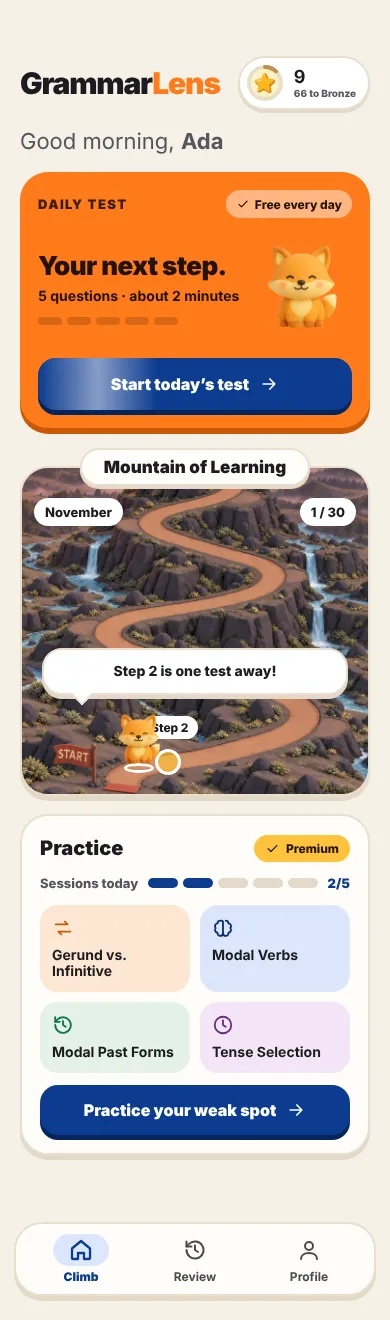 GrammarLens
9
66 to Bronze
Good morning, Ada
DAILY TEST
Free every day
Your next step.
5 questions · about 2 minutes
Start today's test
Mountain of Learning
November
1 / 30
Step 2 is one test away!
Step 2
START
Practice
Premium
Sessions today
2/5
Gerund vs.
Infinitive
Modal Verbs
Modal Past Forms
Tense Selection
Practice your weak spot
Climb
Review
Profile